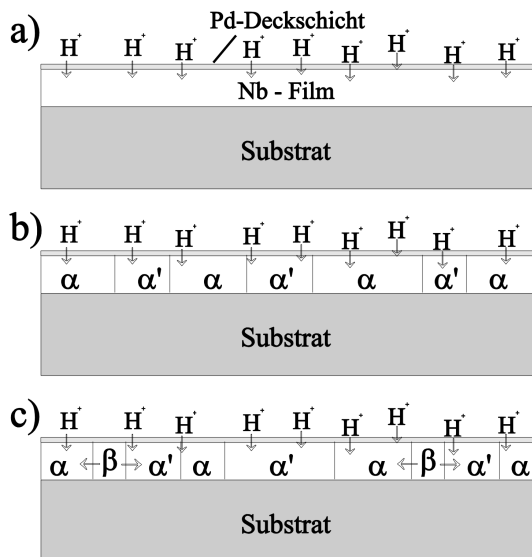 a) Pd-Deckschicht
H+ H+ H+ H+ H+ H+ H+ H+ H+
Nb - Film
Substrat
b)
H+ H+ H+ H+ H+ H+ H+ H+ H+
α α' α α' α α' α
Substrat
c)
H+ H+ H+ H+ H+ H+ H+ H+ H+
α β α' α α' α β α' α
Substrat